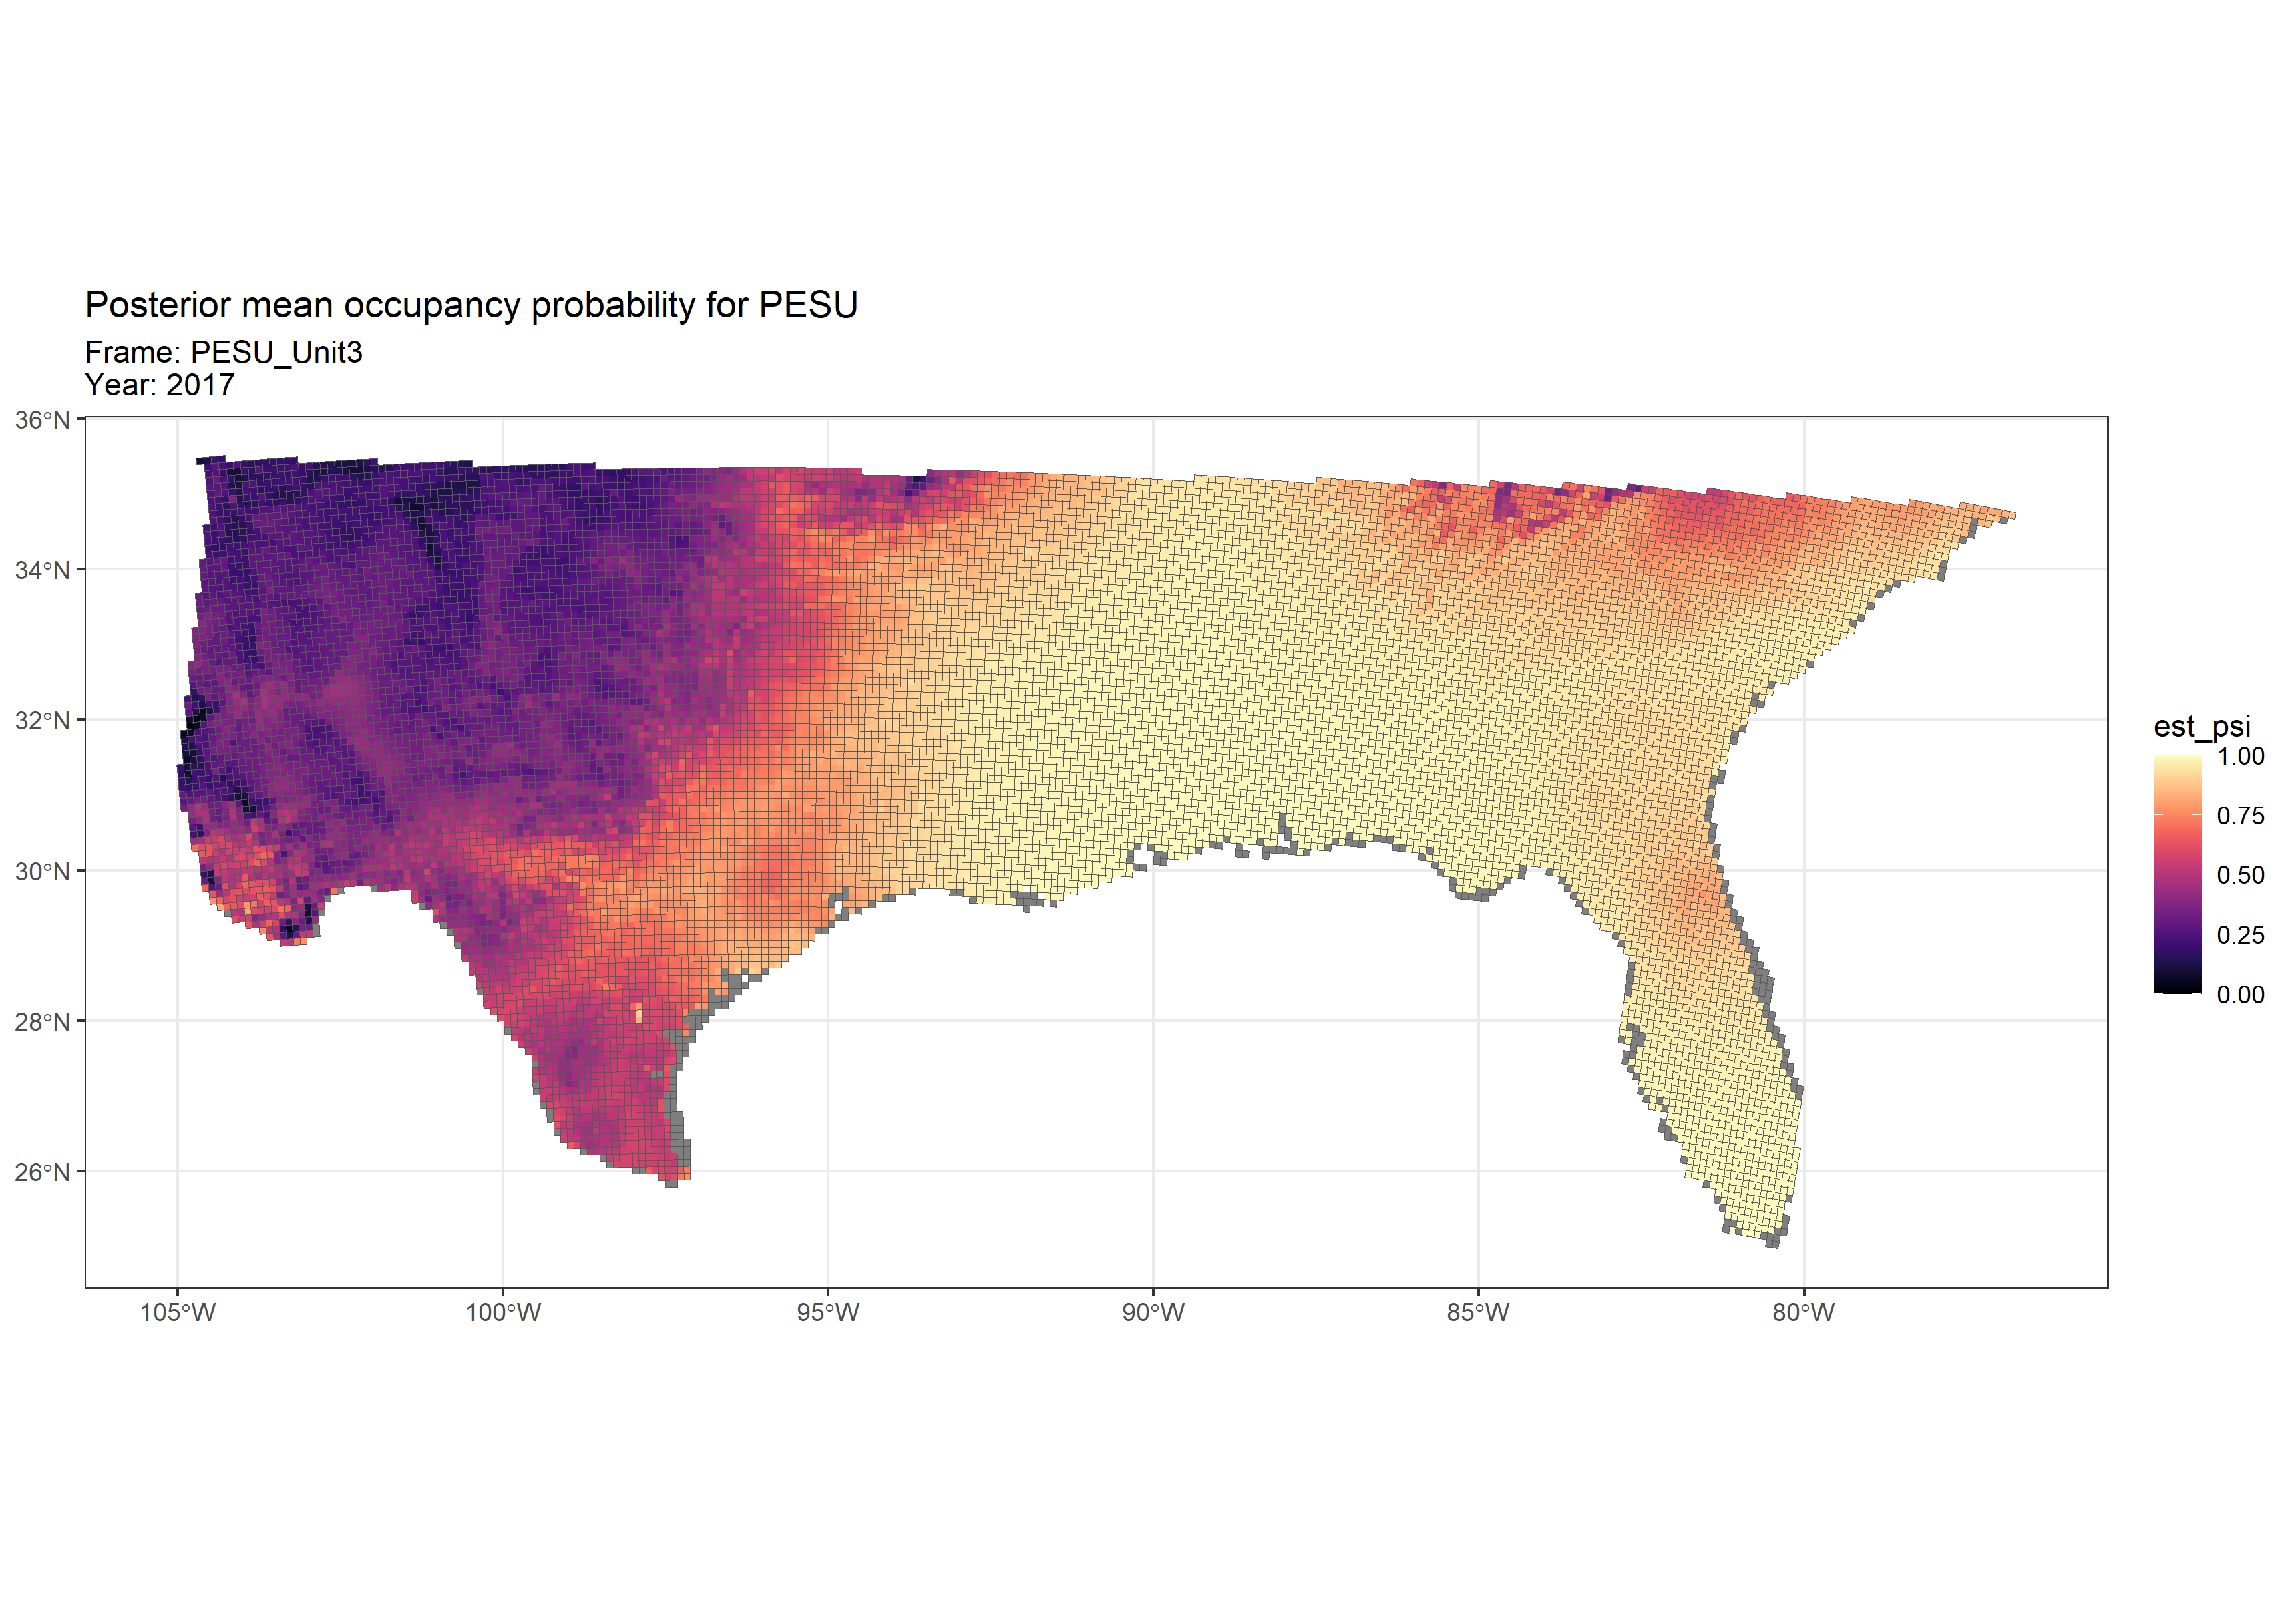 Posterior mean occupancy probability for PESU
Frame: PESU_Unit3
Year: 2017
36°N
34°N
32°N
30°N
28°N
26°N
105°W
100°W
95°W
90°W
85°W
80°W
est_psi
1.00
0.75
0.50
0.25
0.00